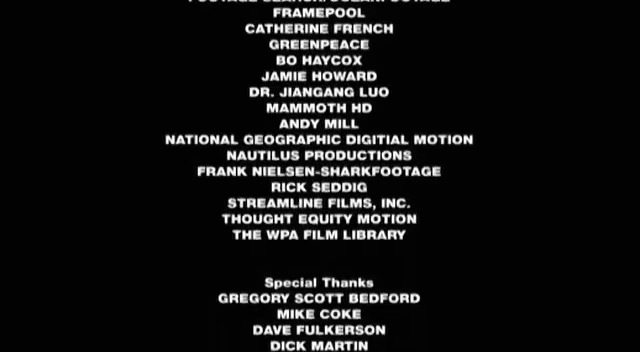 FRAMEPOOL
CATHERINE FRENCH
GREENPEACE
BO HAYCOX
JAMIE HOWARD
DR. JIANGANG LUO
MAMMOTH HD
ANDY MILL
NATIONAL GEOGRAPHIC DIGITIAL MOTION
NAUTILUS PRODUCTIONS
FRANK NIELSEN-SHARKFOOTAGE
RICK SEDDIG
STREAMLINE FILMS, INC.
THOUGHT EQUITY MOTION
THE WPA FILM LIBRARY
Special Thanks
GREGORY SCOTT BEDFORD
MIKE COKE
DAVE FULKERSON
DICK MARTIN